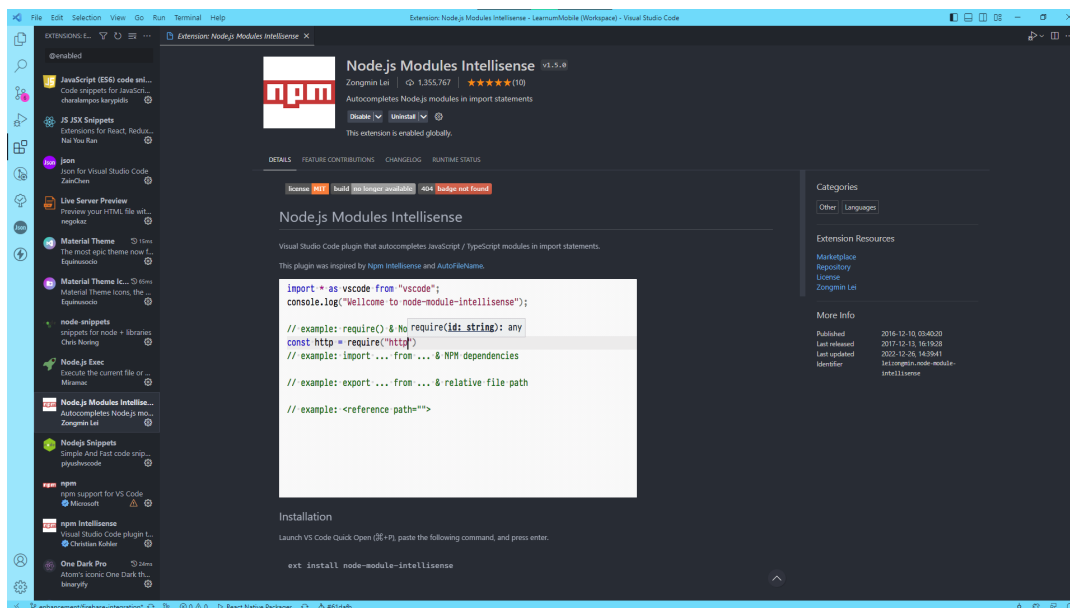 File Edit Selection View Go Run Terminal Help
Extension: Node.js Modules Intellisense - LearnumMobile (Workspace) - Visual Studio Code
EXTENSIONS: E...
Extension: Node.js Modules Intellisense
@enabled
JavaScript (ES6) code sni...
Code snippets for JavaScri...
charalampos karypidis
JS JSX Snippets
Extensions for React, Redux...
Nai You Ran
json
Json for Visual Studio Code
ZainChen
Live Server Preview
Preview your HTML file wit...
negokaz
Material Theme 15ms
The most epic theme now f...
Equinusocio
Material Theme Ic... 65ms
Material Theme Icons, the ...
Equinusocio
node-snippets
snippets for node + libraries
Chris Noring
Node.js Exec
Execute the current file or ...
Miramac
Node.js Modules Intellise...
Autocompletes Node.js mo...
Zongmin Lei
Nodejs Snippets
Simple And Fast code snip...
piyushvscode
npm
npm support for VS Code
Microsoft
npm Intellisense
Visual Studio Code plugin t...
Christian Kohler
One Dark Pro 24ms
Atom's iconic One Dark th...
binaryify
npm
Node.js Modules Intellisense v1.5.0
Zongmin Lei 1,355,767 (10)
Autocompletes Node.js modules in import statements
Disable Uninstall
This extension is enabled globally.
DETAILS FEATURE CONTRIBUTIONS CHANGELOG RUNTIME STATUS
license MIT build no longer available 404 badge not found
Node.js Modules Intellisense
Visual Studio Code plugin that autocompletes JavaScript / TypeScript modules in import statements.
This plugin was inspired by Npm Intellisense and AutoFileName.
import * as vscode from "vscode";
console.log("Wellcome to node-module-intellisense");
// example: require() & No
require(id: string): any
const http = require("http")
// example: import ... from ... & NPM dependencies
// example: export ... from ... & relative file path
// example: <reference path="">
Installation
Launch VS Code Quick Open (⌘+P), paste the following command, and press enter.
ext install node-module-intellisense
Categories
Other Languages
Extension Resources
Marketplace
Repository
License
Zongmin Lei
More Info
Published 2016-12-10, 03:40:20
Last released 2017-12-13, 16:19:28
Last updated 2022-12-26, 14:39:41
Identifier leizongmin.node-module-
intellisense
enhancement/firebase-integration* 0 0 React Native Packager